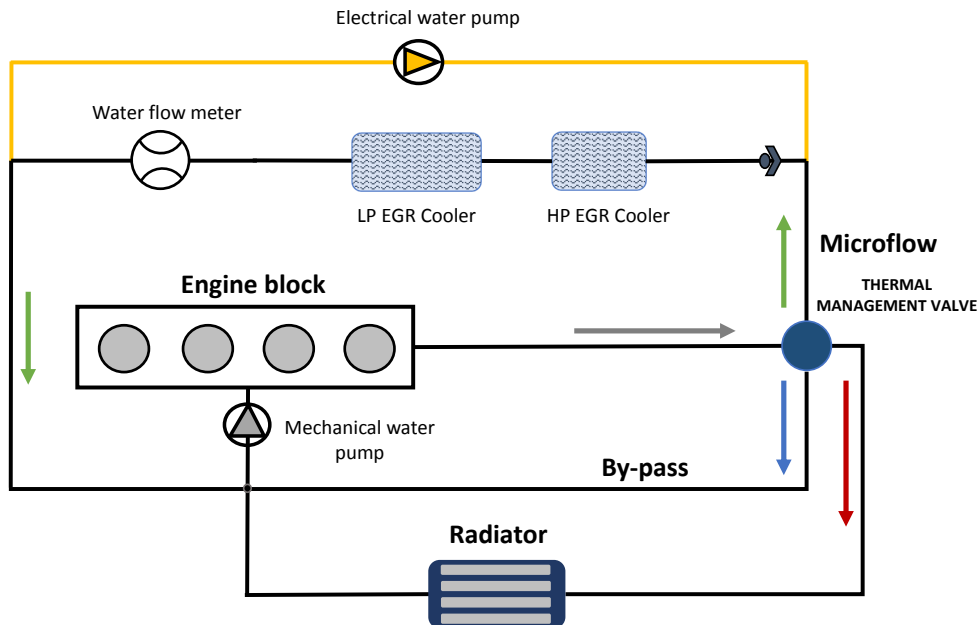 Electrical water pump
Water flow meter
LP EGR Cooler
HP EGR Cooler
Microflow
THERMAL
MANAGEMENT VALVE
Engine block
Mechanical water
pump
By-pass
Radiator